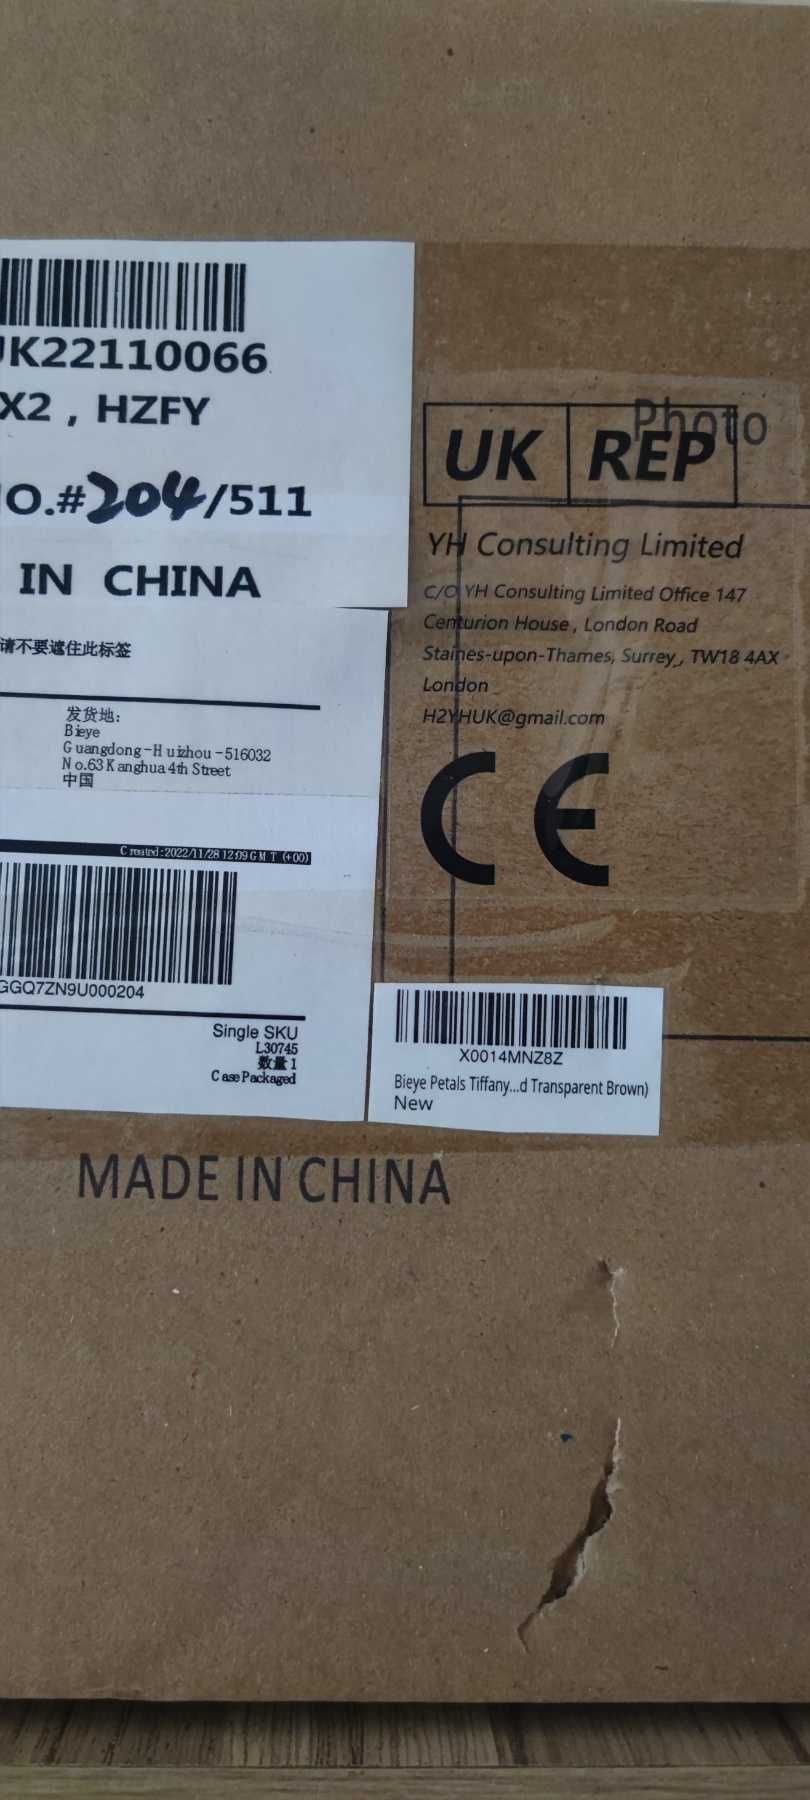 UK22110066
X2 , HZFY
NO.#204/511
IN CHINA
请不要遮住此标签
发货地：
Bieye
Guangdong-Huizhou-516032
No.63 Kanghua 4th Street
中国
Created:2022/11/28 12:09 GMT (+00)
GGQ7ZN9U000204
Single SKU
L30745
数量 1
Case Packaged
Photo
UK REP
YH Consulting Limited
C/O YH Consulting Limited Office 147
Centurion House , London Road
Staines-upon-Thames, Surrey,, TW18 4AX
London
H2YHUK@gmail.com
CE
X0014MNZ8Z
Bieye Petals Tiffany...d Transparent Brown)
New
MADE IN CHINA